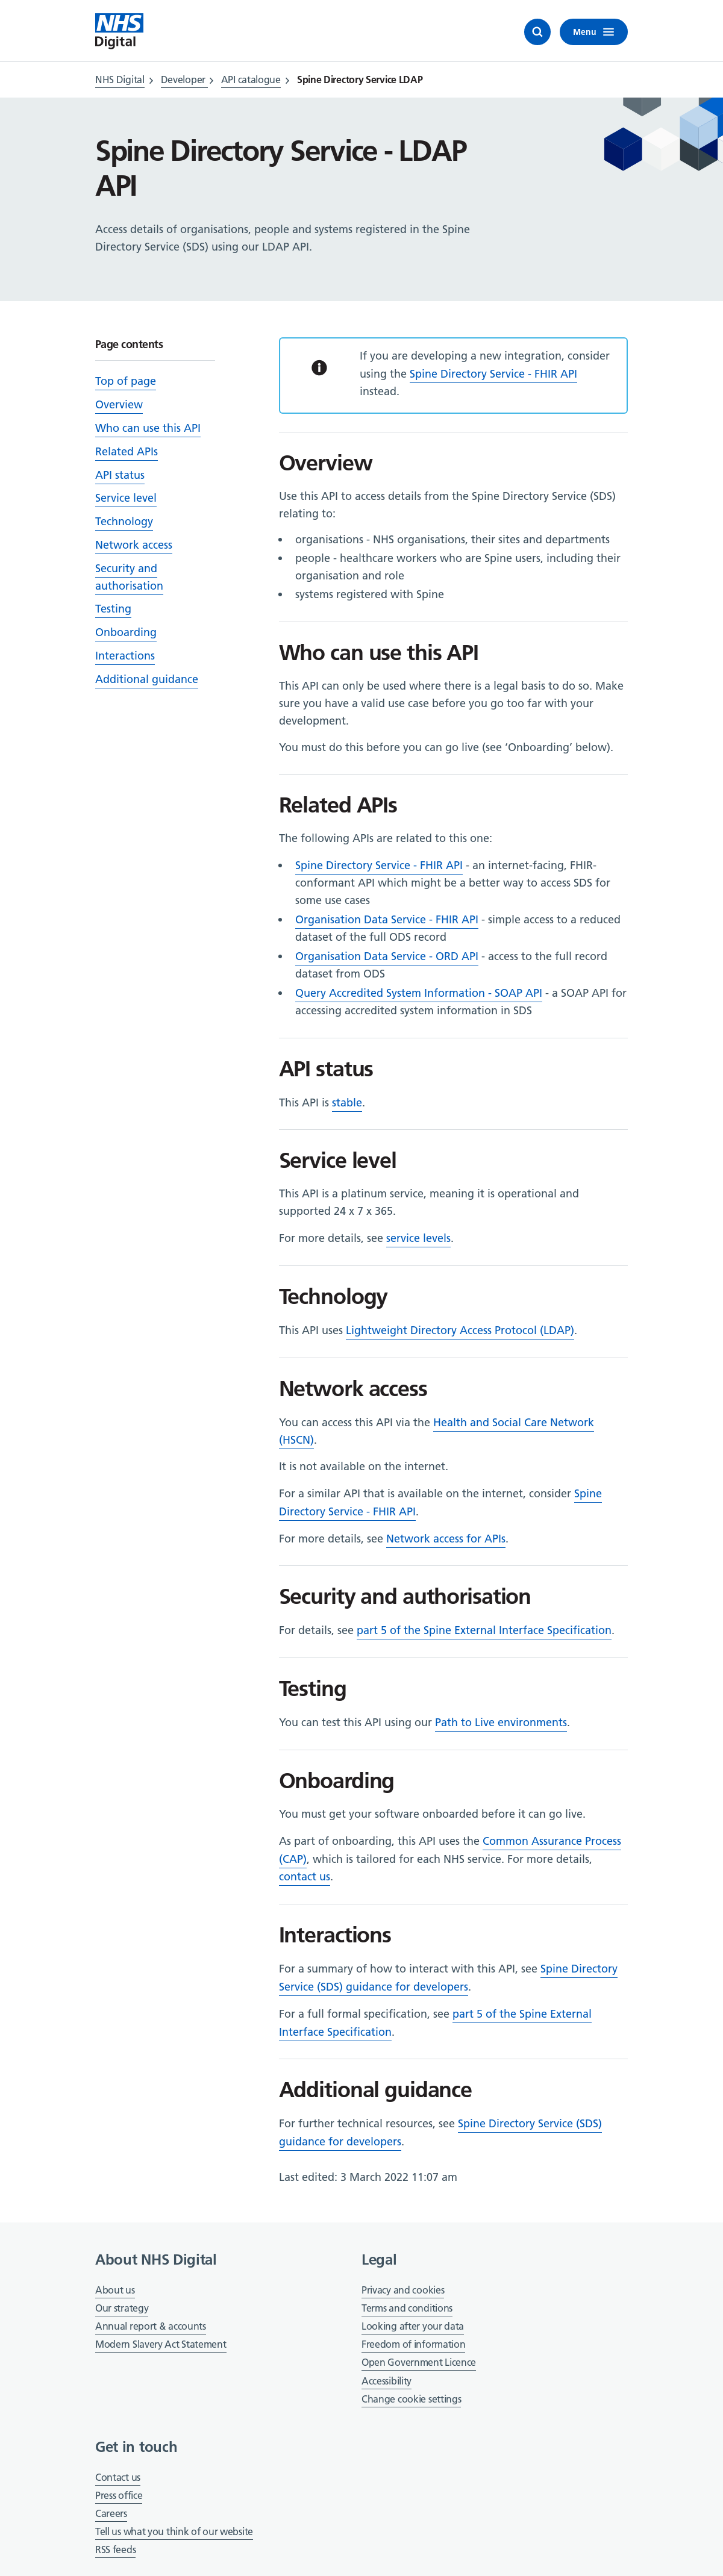 NHS
Digital
Menu
NHS Digital > Developer > API catalogue > Spine Directory Service LDAP
Spine Directory Service - LDAP
API
Access details of organisations, people and systems registered in the Spine
Directory Service (SDS) using our LDAP API.
Page contents
Top of page
Overview
Who can use this API
Related APIs
API status
Service level
Technology
Network access
Security and
authorisation
Testing
Onboarding
Interactions
Additional guidance
If you are developing a new integration, consider
using the Spine Directory Service - FHIR API
instead.
Overview
Use this API to access details from the Spine Directory Service (SDS)
relating to:
• organisations - NHS organisations, their sites and departments
• people - healthcare workers who are Spine users, including their
organisation and role
• systems registered with Spine
Who can use this API
This API can only be used where there is a legal basis to do so. Make
sure you have a valid use case before you go too far with your
development.
You must do this before you can go live (see ‘Onboarding’ below).
Related APIs
The following APIs are related to this one:
• Spine Directory Service - FHIR API - an internet-facing, FHIR-
conformant API which might be a better way to access SDS for
some use cases
• Organisation Data Service - FHIR API - simple access to a reduced
dataset of the full ODS record
• Organisation Data Service - ORD API - access to the full record
dataset from ODS
• Query Accredited System Information - SOAP API - a SOAP API for
accessing accredited system information in SDS
API status
This API is stable.
Service level
This API is a platinum service, meaning it is operational and
supported 24 x 7 x 365.
For more details, see service levels.
Technology
This API uses Lightweight Directory Access Protocol (LDAP).
Network access
You can access this API via the Health and Social Care Network
(HSCN).
It is not available on the internet.
For a similar API that is available on the internet, consider Spine
Directory Service - FHIR API.
For more details, see Network access for APIs.
Security and authorisation
For details, see part 5 of the Spine External Interface Specification.
Testing
You can test this API using our Path to Live environments.
Onboarding
You must get your software onboarded before it can go live.
As part of onboarding, this API uses the Common Assurance Process
(CAP), which is tailored for each NHS service. For more details,
contact us.
Interactions
For a summary of how to interact with this API, see Spine Directory
Service (SDS) guidance for developers.
For a full formal specification, see part 5 of the Spine External
Interface Specification.
Additional guidance
For further technical resources, see Spine Directory Service (SDS)
guidance for developers.
Last edited: 3 March 2022 11:07 am
About NHS Digital
About us
Our strategy
Annual report & accounts
Modern Slavery Act Statement
Legal
Privacy and cookies
Terms and conditions
Looking after your data
Freedom of information
Open Government Licence
Accessibility
Change cookie settings
Get in touch
Contact us
Press office
Careers
Tell us what you think of our website
RSS feeds